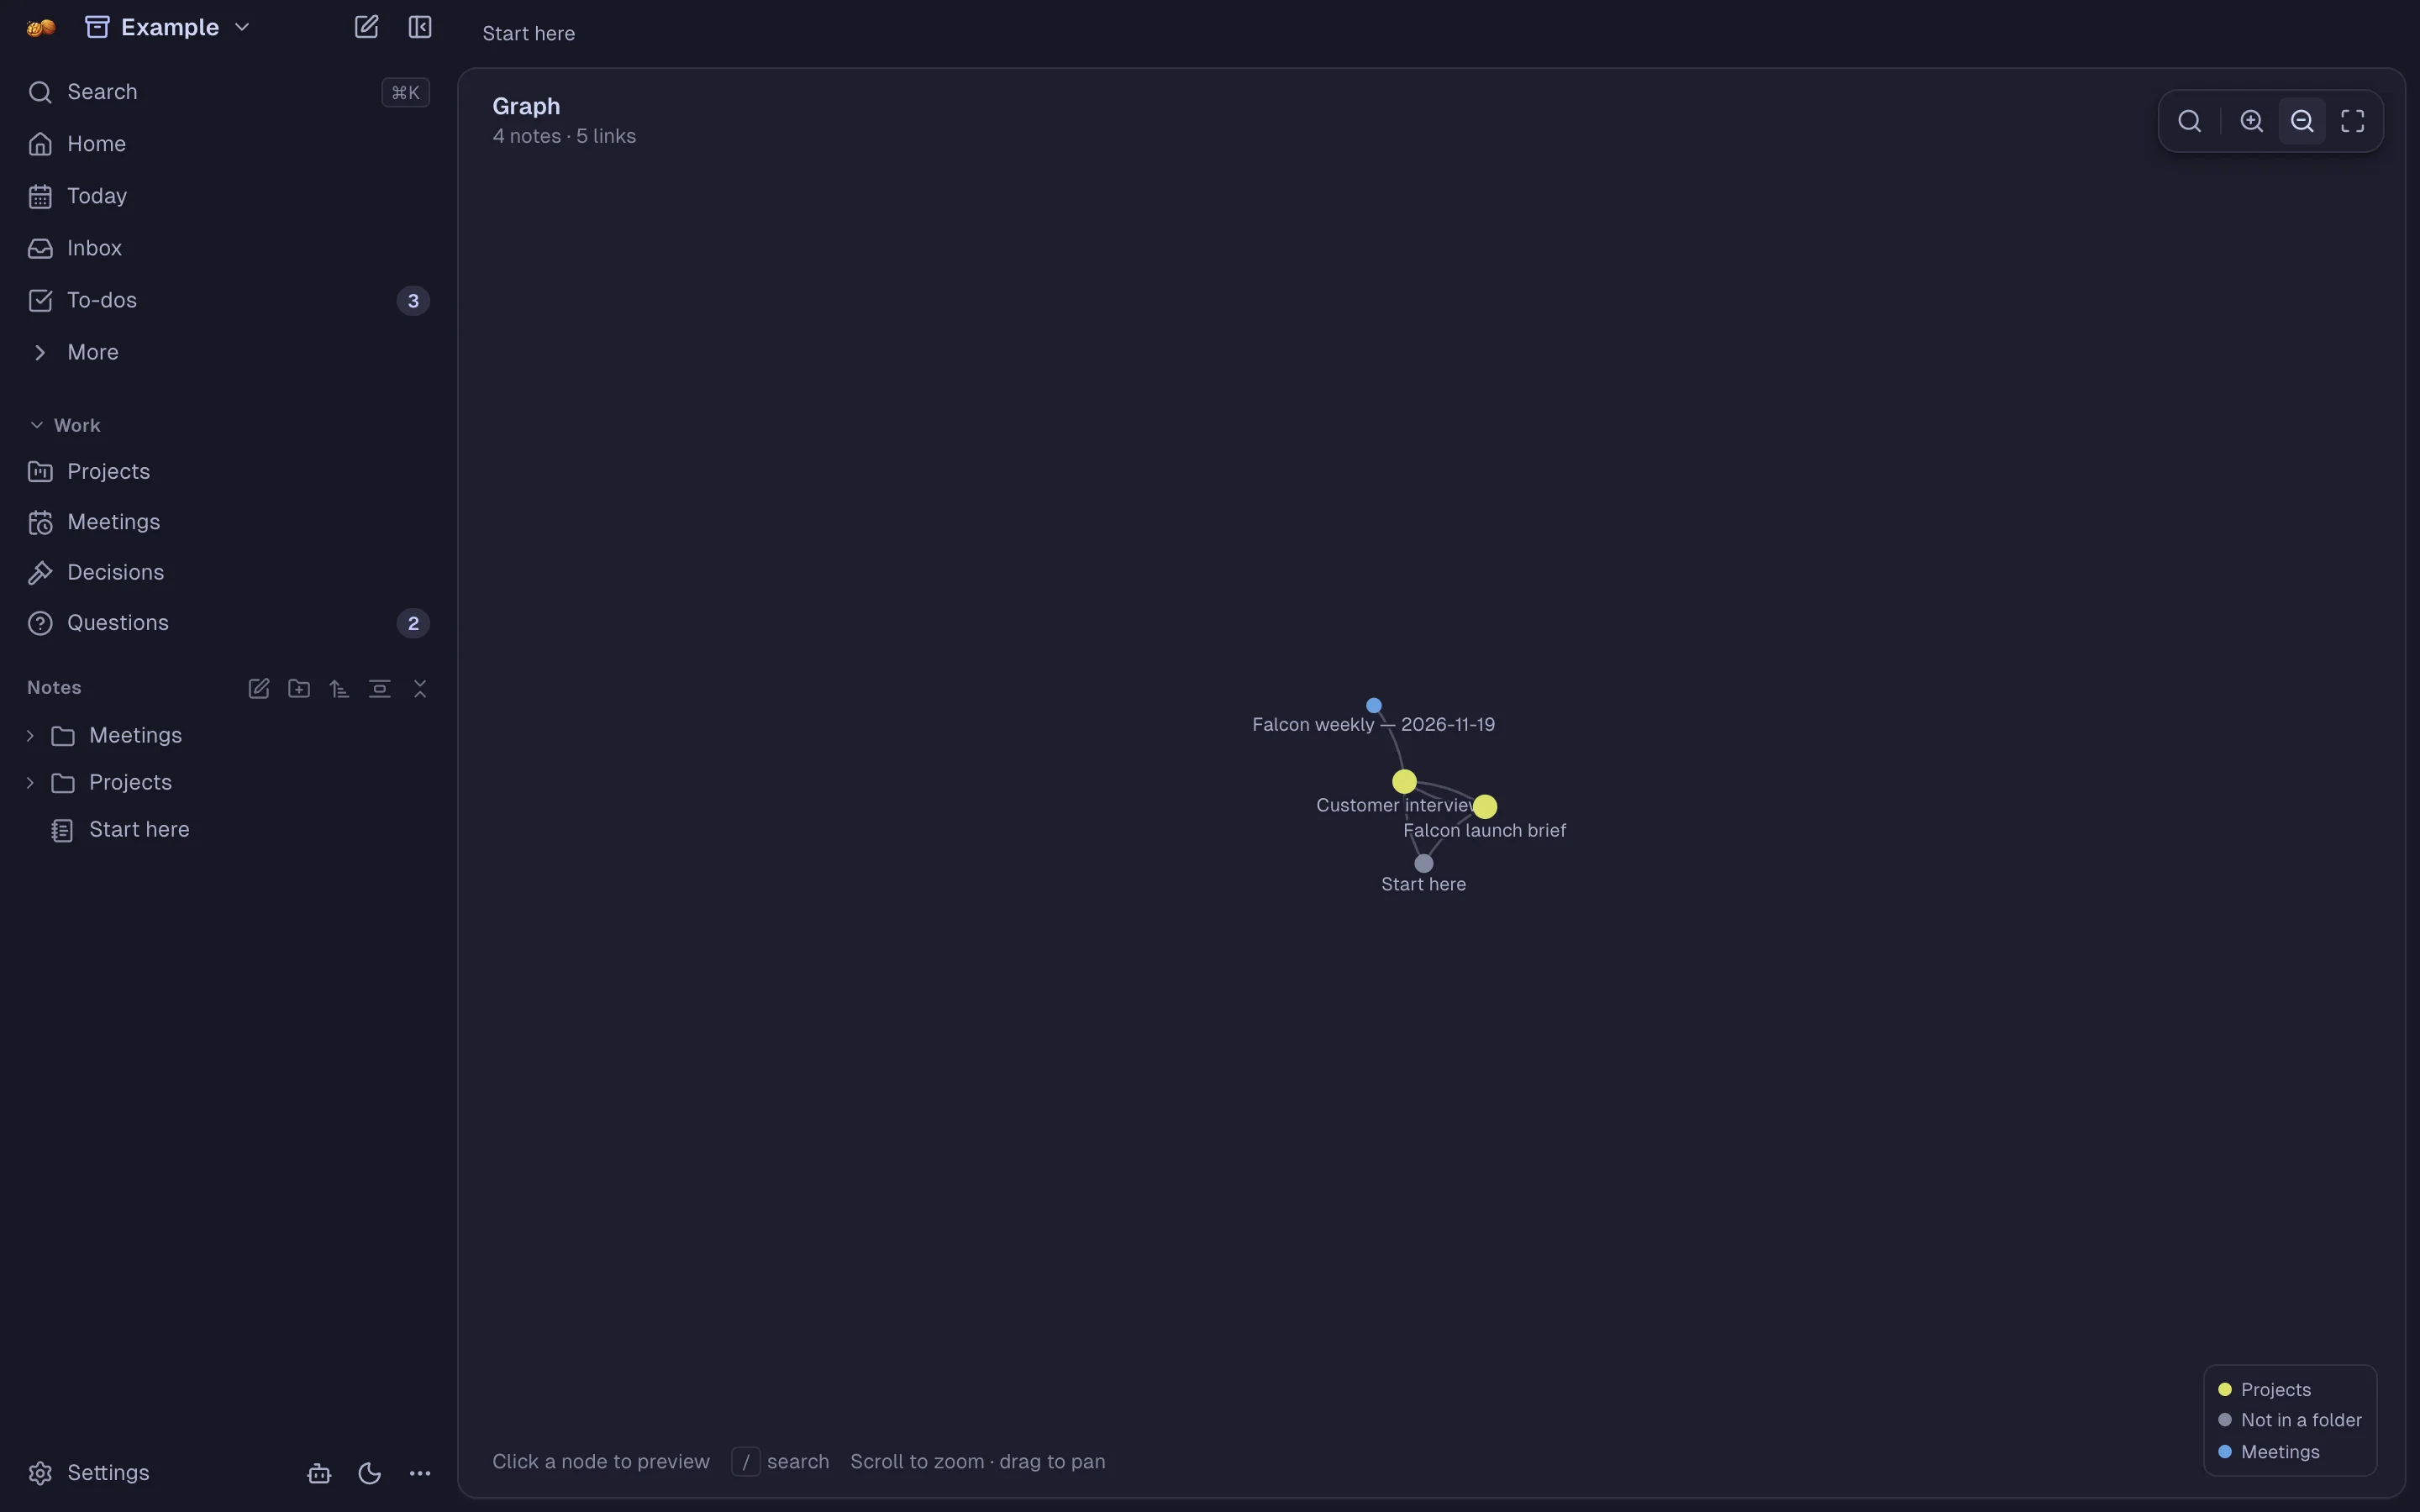 Example
Start here
Search
⌘K
Home
Today
Inbox
To-dos
3
More
Work
Projects
Meetings
Decisions
Questions
2
Notes
Meetings
Projects
Start here
Settings
Graph
4 notes · 5 links
Falcon weekly — 2026-11-19
Customer interview
Falcon launch brief
Start here
Click a node to preview / search Scroll to zoom · drag to pan
Projects
Not in a folder
Meetings